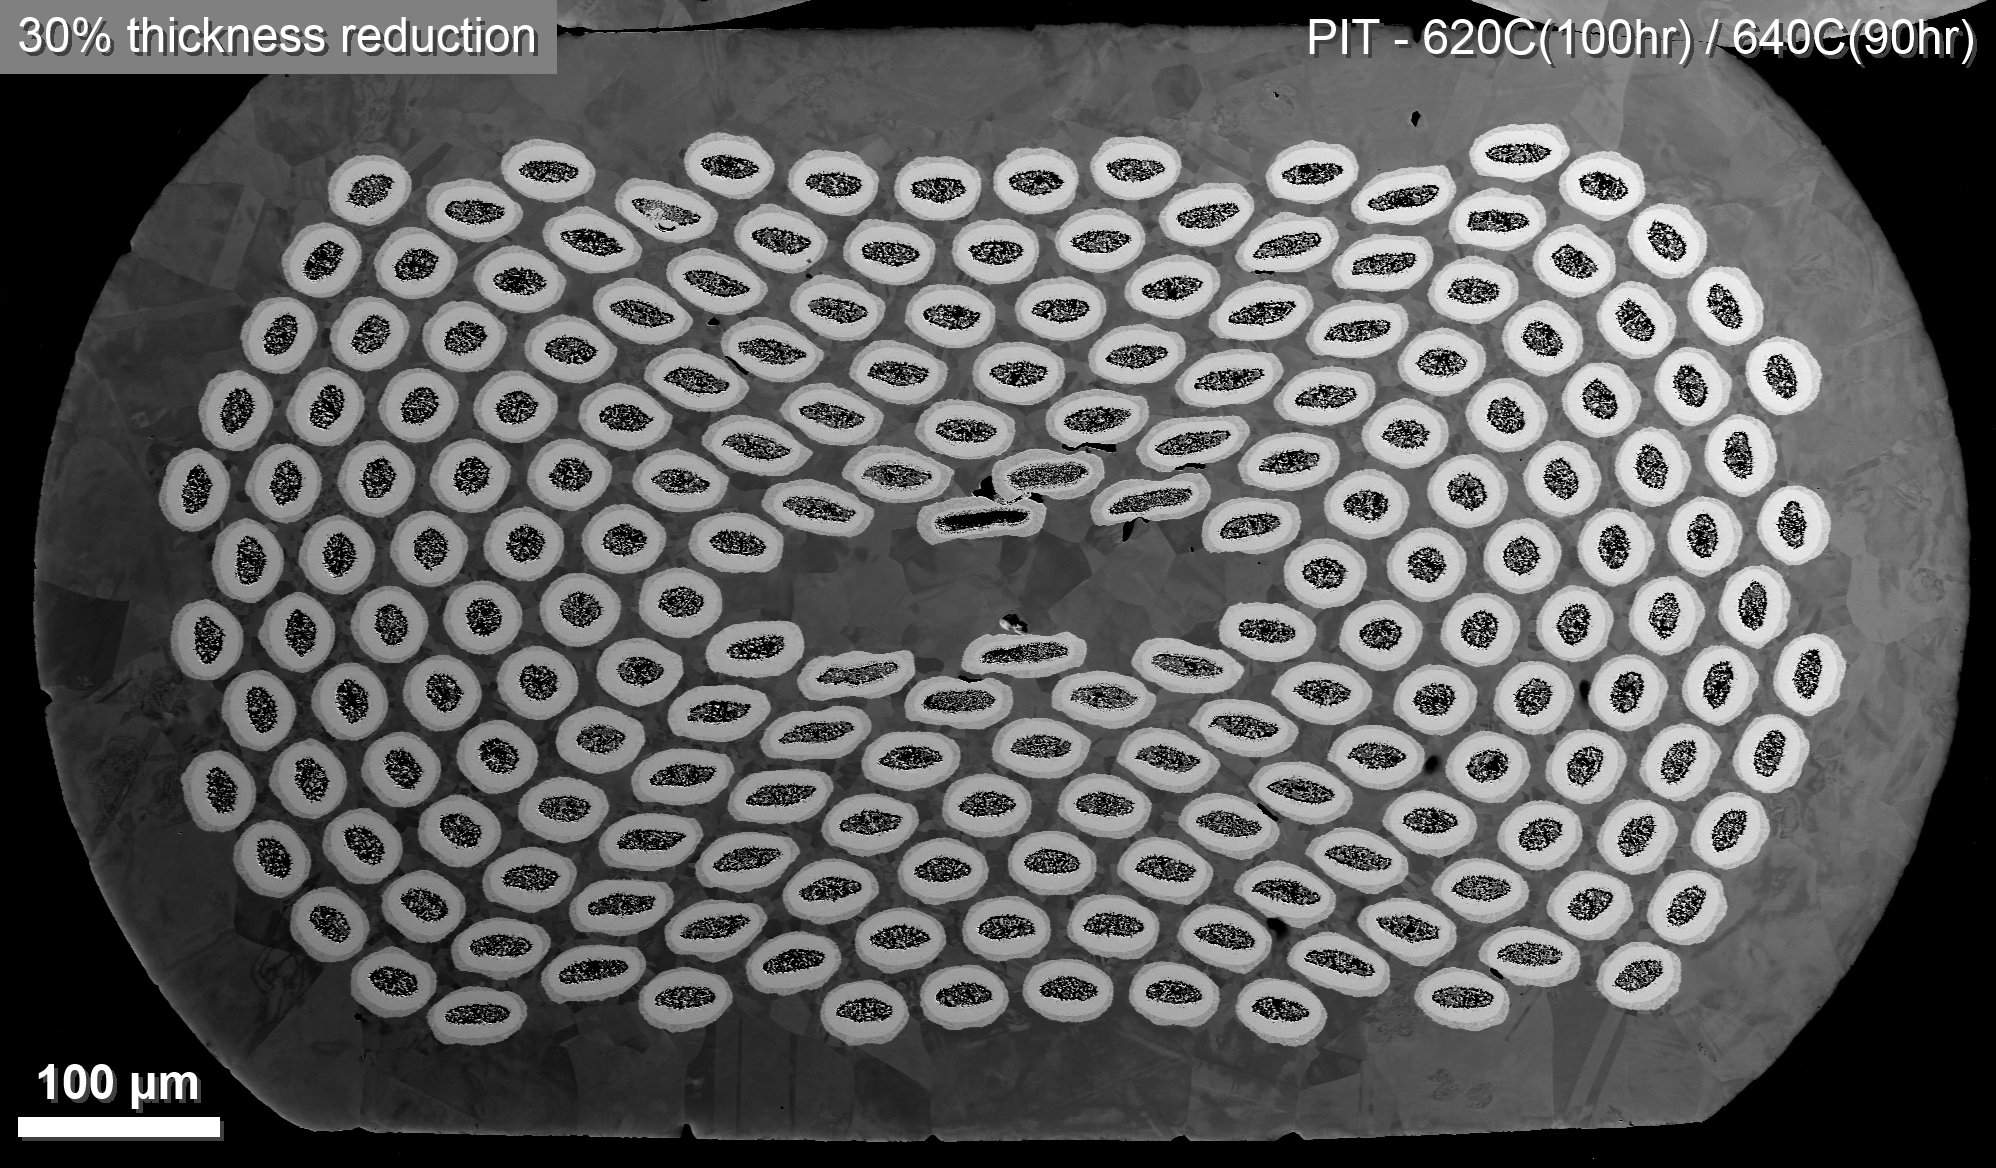 30% thickness reduction
PIT - 620C(100hr) / 640C(90hr)
100 µm